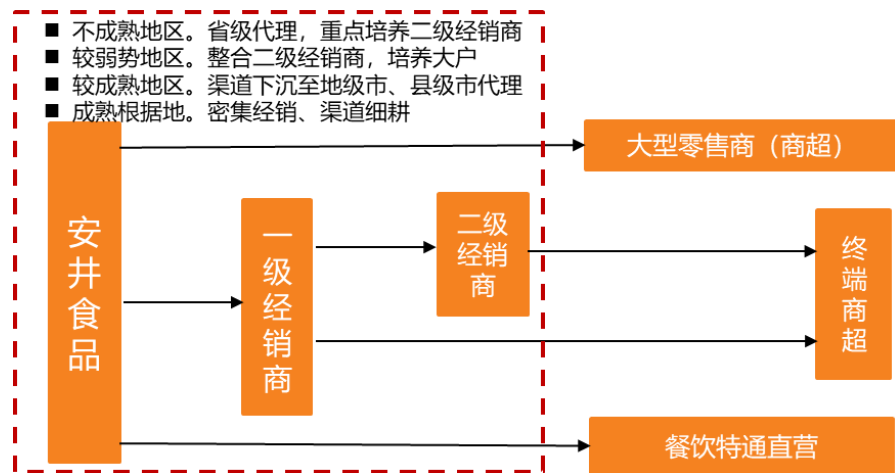 ■ 不成熟地区。省级代理，重点培养二级经销商
■ 较弱势地区。整合二级经销商，培养大户
■ 较成熟地区。渠道下沉至地级市、县级市代理
■ 成熟根据地。密集经销、渠道细耕
大型零售商（商超）
安井食品
一级经销商
二级
经销
商
终端商超
餐饮特通直营